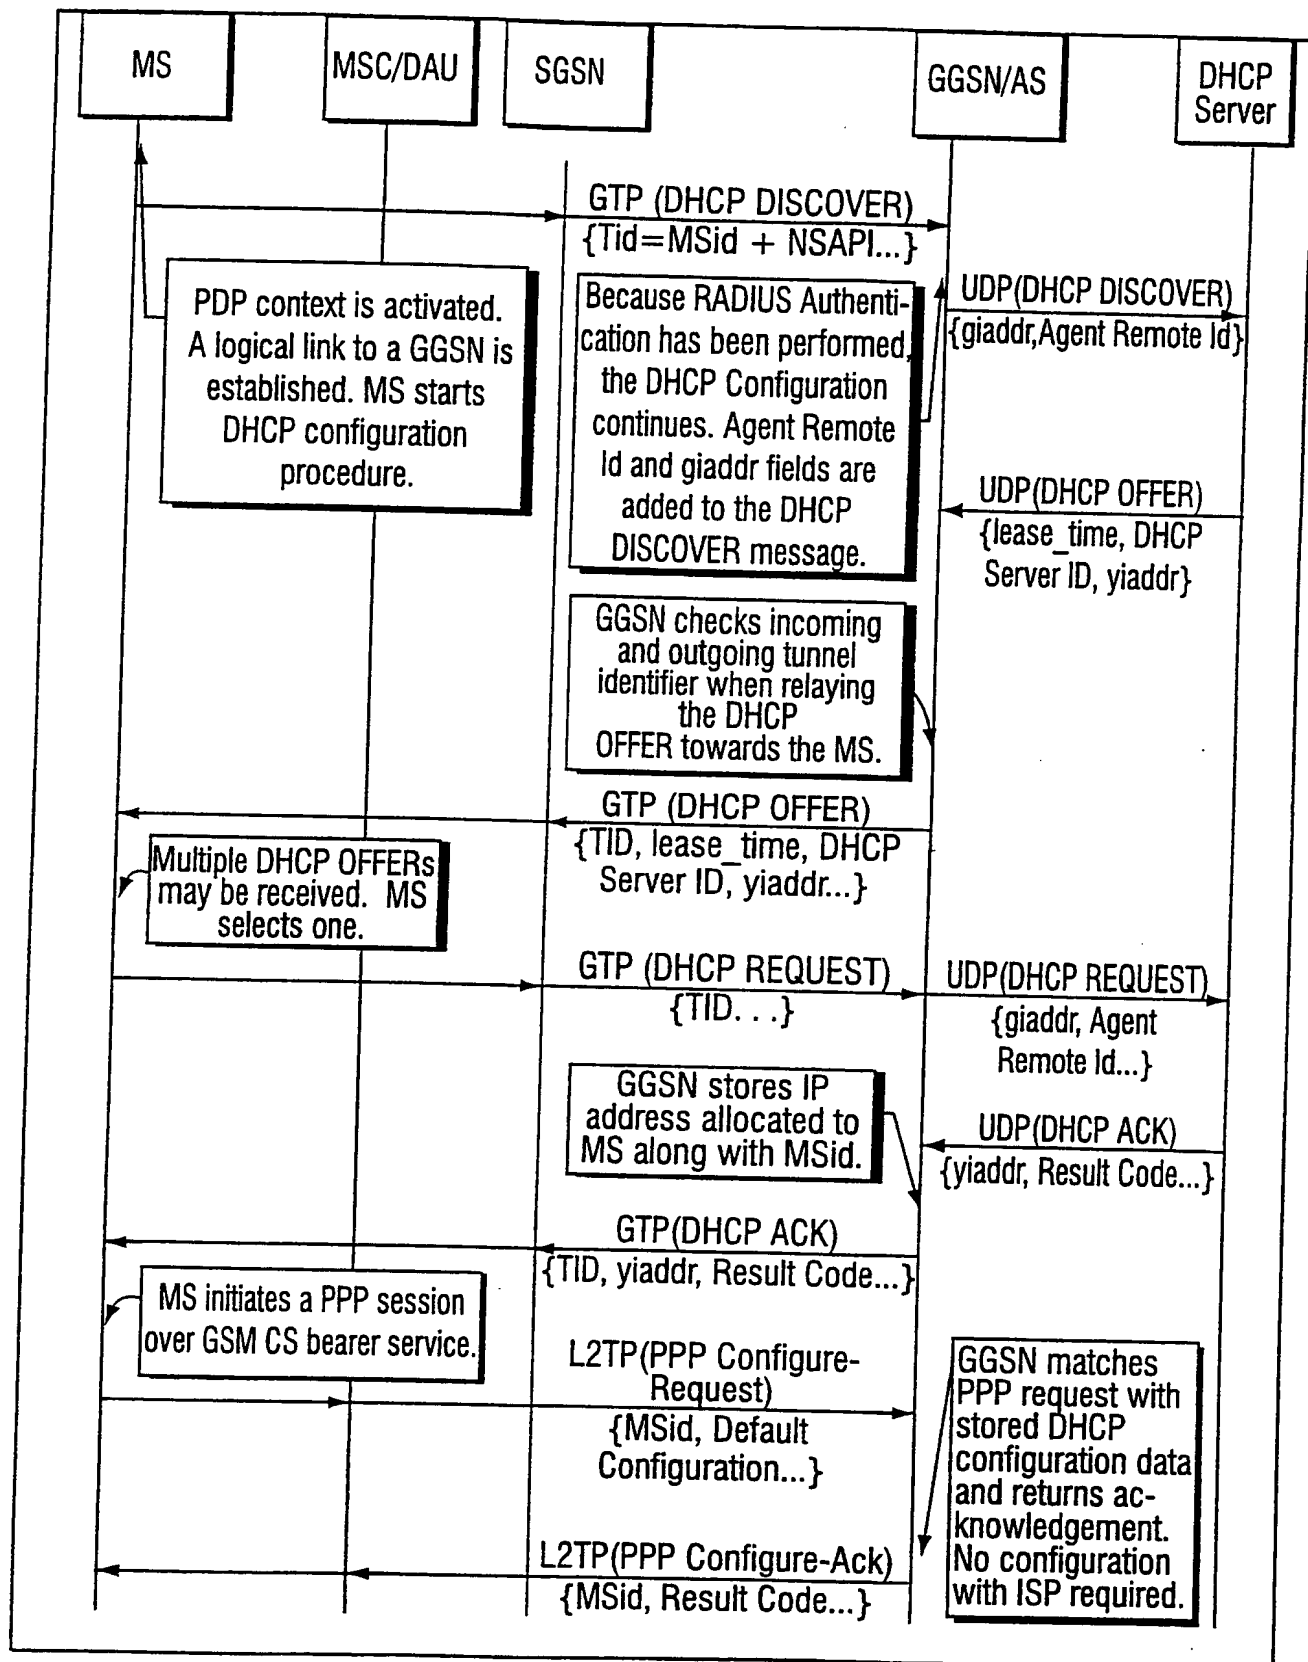 MS
MSC/DAU
SGSN
GGSN/AS
DHCP
Server
GTP (DHCP DISCOVER)
{Tid=MSid + NSAPI...}
PDP context is activated.
A logical link to a GGSN is
established. MS starts
DHCP configuration
procedure.
Because RADIUS Authenti-
cation has been performed,
the DHCP Configuration
continues. Agent Remote
Id and giaddr fields are
added to the DHCP
DISCOVER message.
UDP(DHCP DISCOVER)
{giaddr,Agent Remote Id}
UDP(DHCP OFFER)
{lease_time, DHCP
Server ID, yiaddr}
GGSN checks incoming
and outgoing tunnel
identifier when relaying
the DHCP
OFFER towards the MS.
GTP (DHCP OFFER)
{TID, lease_time, DHCP
Server ID, yiaddr...}
Multiple DHCP OFFERs
may be received. MS
selects one.
GTP (DHCP REQUEST)
{TID. . .}
UDP(DHCP REQUEST)
{giaddr, Agent
Remote Id...}
GGSN stores IP
address allocated to
MS along with MSid.
UDP(DHCP ACK)
{yiaddr, Result Code...}
GTP(DHCP ACK)
{TID, yiaddr, Result Code...}
MS initiates a PPP session
over GSM CS bearer service.
L2TP(PPP Configure-
Request)
{MSid, Default
Configuration...}
GGSN matches
PPP request with
stored DHCP
configuration data
and returns ac-
knowledgement.
No configuration
with ISP required.
L2TP(PPP Configure-Ack)
{MSid, Result Code...}